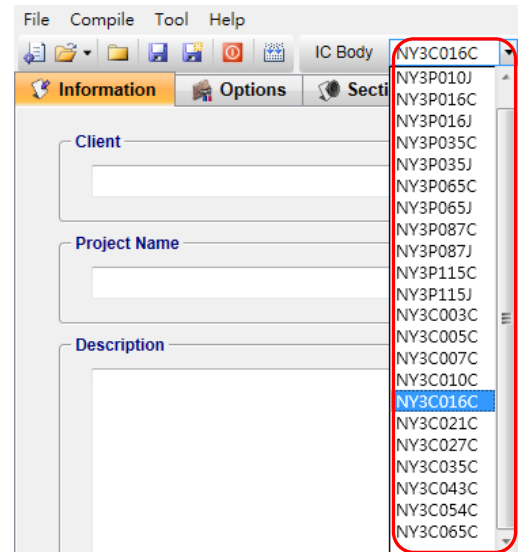 File Compile Tool Help
IC Body NY3C016C
Information Options Secti
Client
Project Name
Description
NY3P010J
NY3P016C
NY3P016J
NY3P035C
NY3P035J
NY3P065C
NY3P065J
NY3P087C
NY3P087J
NY3P115C
NY3P115J
NY3C003C
NY3C005C
NY3C007C
NY3C010C
NY3C016C
NY3C021C
NY3C027C
NY3C035C
NY3C043C
NY3C054C
NY3C065C